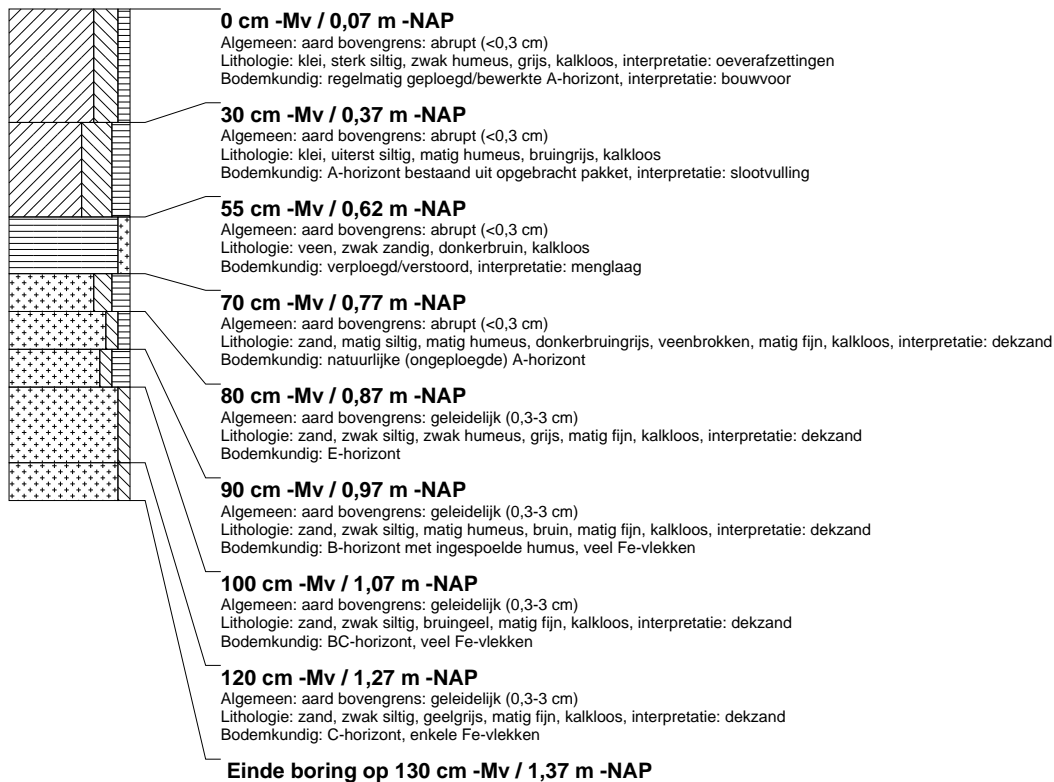 0 cm -Mv / 0,07 m -NAP
Algemeen: aard bovengrens: abrupt (<0,3 cm)
Lithologie: klei, sterk siltig, zwak humeus, grijs, kalkloos, interpretatie: oeverafzettingen
Bodemkundig: regelmatig geploegd/bewerkte A-horizont, interpretatie: bouwvoor
30 cm -Mv / 0,37 m -NAP
Algemeen: aard bovengrens: abrupt (<0,3 cm)
Lithologie: klei, uiterst siltig, matig humeus, bruingrijs, kalkloos
Bodemkundig: A-horizont bestaand uit opgebracht pakket, interpretatie: slootvulling
55 cm -Mv / 0,62 m -NAP
Algemeen: aard bovengrens: abrupt (<0,3 cm)
Lithologie: veen, zwak zandig, donkerbruin, kalkloos
Bodemkundig: verploegd/verstoord, interpretatie: menglaag
70 cm -Mv / 0,77 m -NAP
Algemeen: aard bovengrens: abrupt (<0,3 cm)
Lithologie: zand, matig siltig, matig humeus, donkerbruingrijs, veenbrokken, matig fijn, kalkloos, interpretatie: dekzand
Bodemkundig: natuurlijke (ongeploegde) A-horizont
80 cm -Mv / 0,87 m -NAP
Algemeen: aard bovengrens: geleidelijk (0,3-3 cm)
Lithologie: zand, zwak siltig, zwak humeus, grijs, matig fijn, kalkloos, interpretatie: dekzand
Bodemkundig: E-horizont
90 cm -Mv / 0,97 m -NAP
Algemeen: aard bovengrens: geleidelijk (0,3-3 cm)
Lithologie: zand, zwak siltig, matig humeus, bruin, matig fijn, kalkloos, interpretatie: dekzand
Bodemkundig: B-horizont met ingespoelde humus, veel Fe-vlekken
100 cm -Mv / 1,07 m -NAP
Algemeen: aard bovengrens: geleidelijk (0,3-3 cm)
Lithologie: zand, zwak siltig, bruingeel, matig fijn, kalkloos, interpretatie: dekzand
Bodemkundig: BC-horizont, veel Fe-vlekken
120 cm -Mv / 1,27 m -NAP
Algemeen: aard bovengrens: geleidelijk (0,3-3 cm)
Lithologie: zand, zwak siltig, geelgrijs, matig fijn, kalkloos, interpretatie: dekzand
Bodemkundig: C-horizont, enkele Fe-vlekken
Einde boring op 130 cm -Mv / 1,37 m -NAP